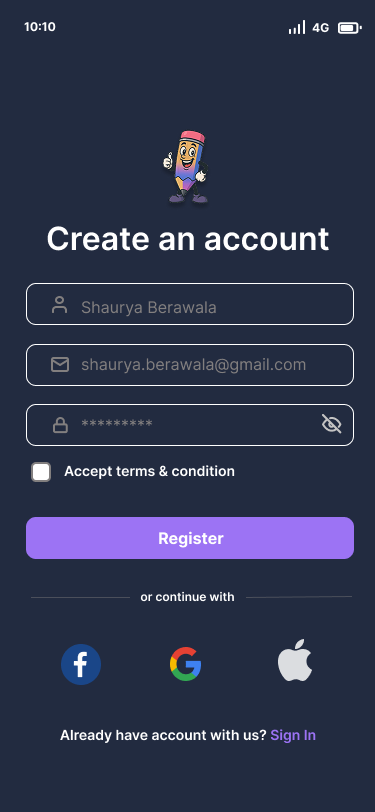 10:10
4G
Create an account
Shaurya Berawala
shaurya.berawala@gmail.com
*********
Accept terms & condition
Register
or continue with
Already have account with us? Sign In